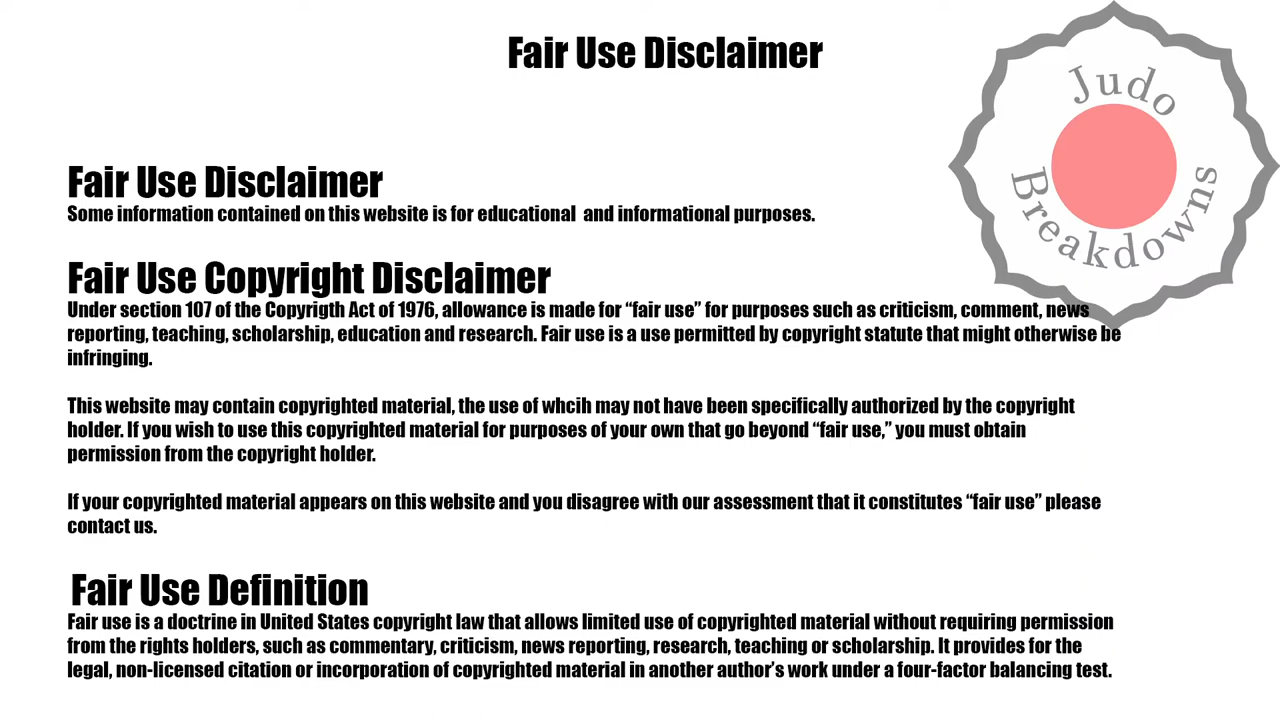 Fair Use Disclaimer
Judo
Breakdowns
Fair Use Disclaimer
Some information contained on this website is for educational  and informational purposes.
Fair Use Copyright Disclaimer
Under section 107 of the Copyrigth Act of 1976, allowance is made for “fair use” for purposes such as criticism, comment, news
reporting, teaching, scholarship, education and research. Fair use is a use permitted by copyright statute that might otherwise be
infringing.
This website may contain copyrighted material, the use of whcih may not have been specifically authorized by the copyright
holder. If you wish to use this copyrighted material for purposes of your own that go beyond “fair use,” you must obtain
permission from the copyright holder.
If your copyrighted material appears on this website and you disagree with our assessment that it constitutes “fair use” please
contact us.
Fair Use Definition
Fair use is a doctrine in United States copyright law that allows limited use of copyrighted material without requiring permission
from the rights holders, such as commentary, criticism, news reporting, research, teaching or scholarship. It provides for the
legal, non-licensed citation or incorporation of copyrighted material in another author’s work under a four-factor balancing test.